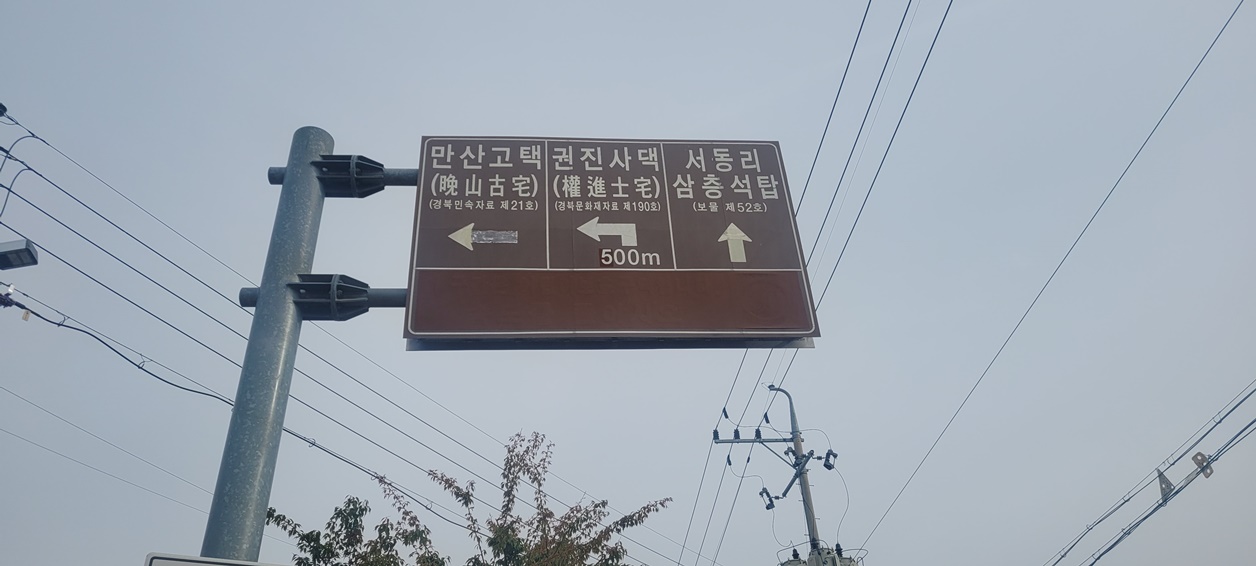 만산고택
(晩山古宅)
(경북민속자료 제21호)
권진사댁
(權進士宅)
(경북문화재자료 제190호)
500m
서동리
삼층석탑
(보물 제52호)